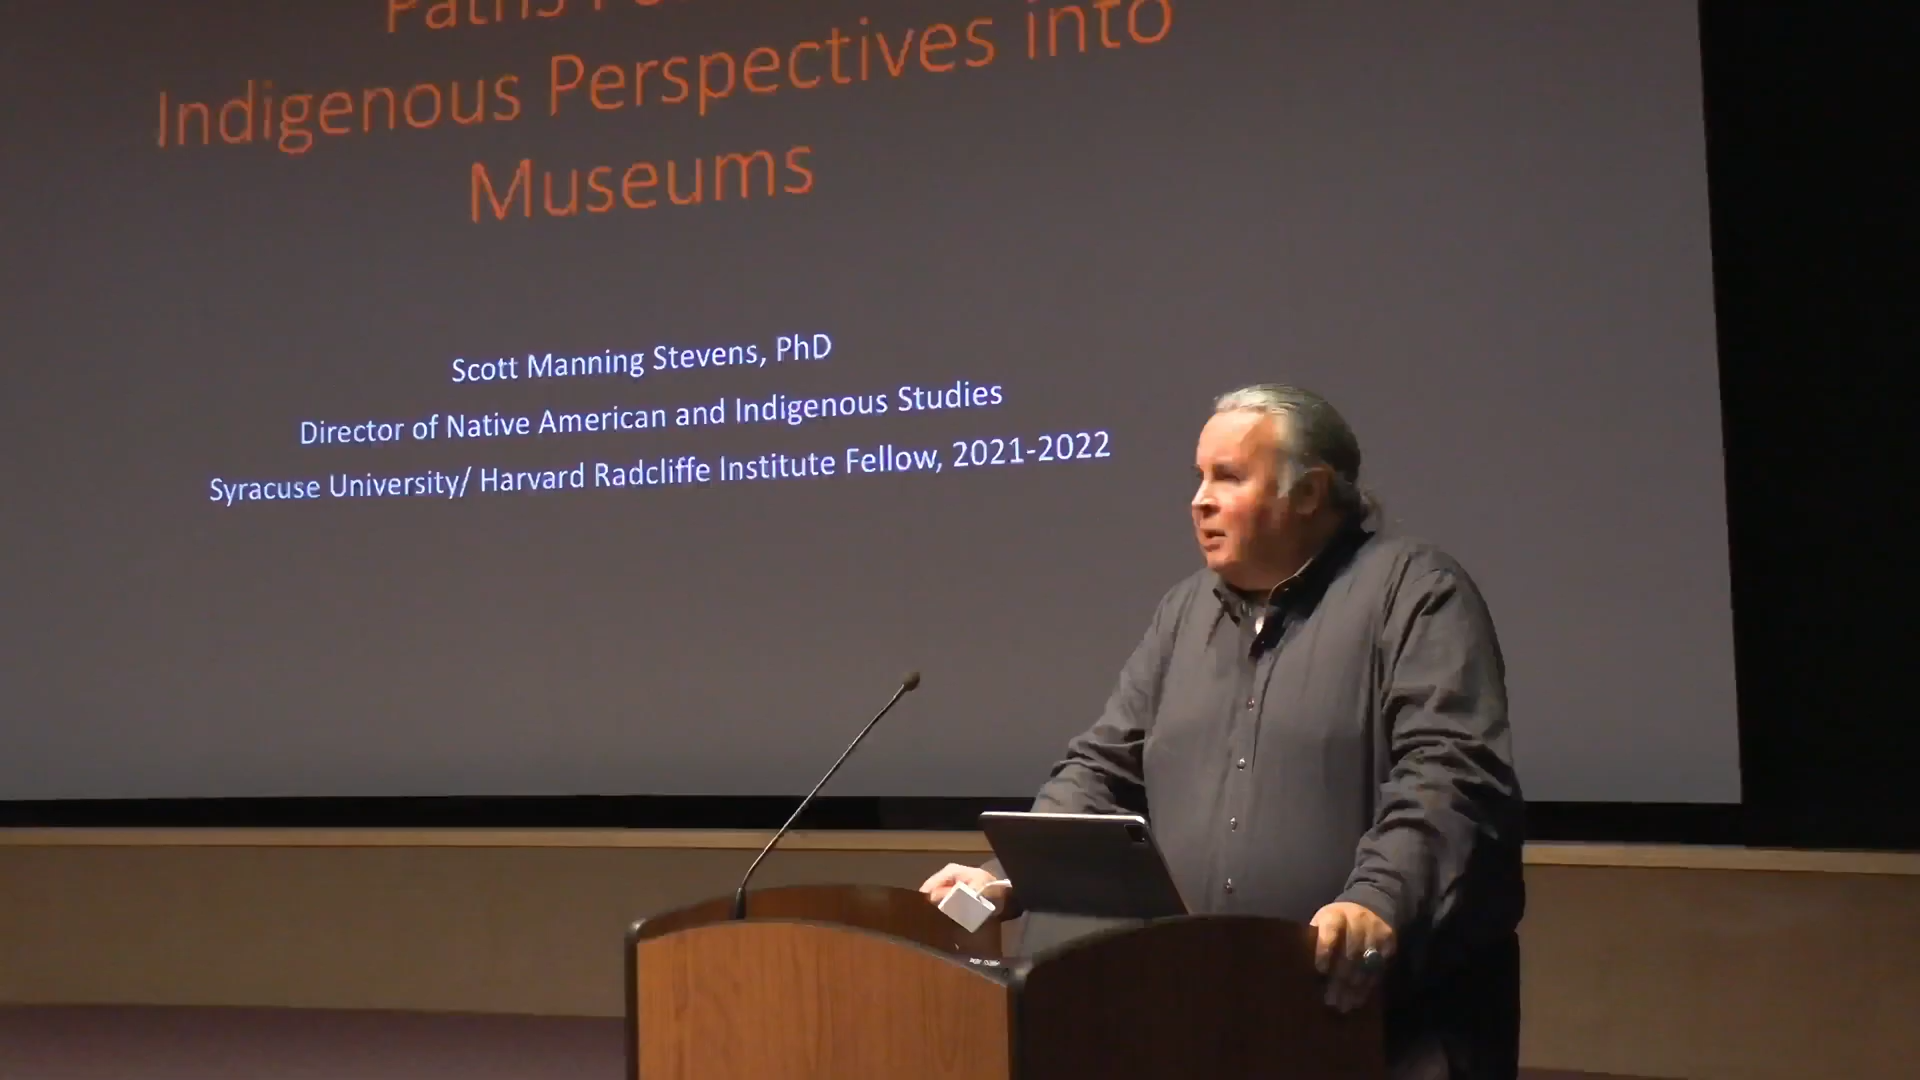 Paths
Indigenous Perspectives into
Museums
Scott Manning Stevens, PhD
Director of Native American and Indigenous Studies
Syracuse University/ Harvard Radcliffe Institute Fellow, 2021-2022